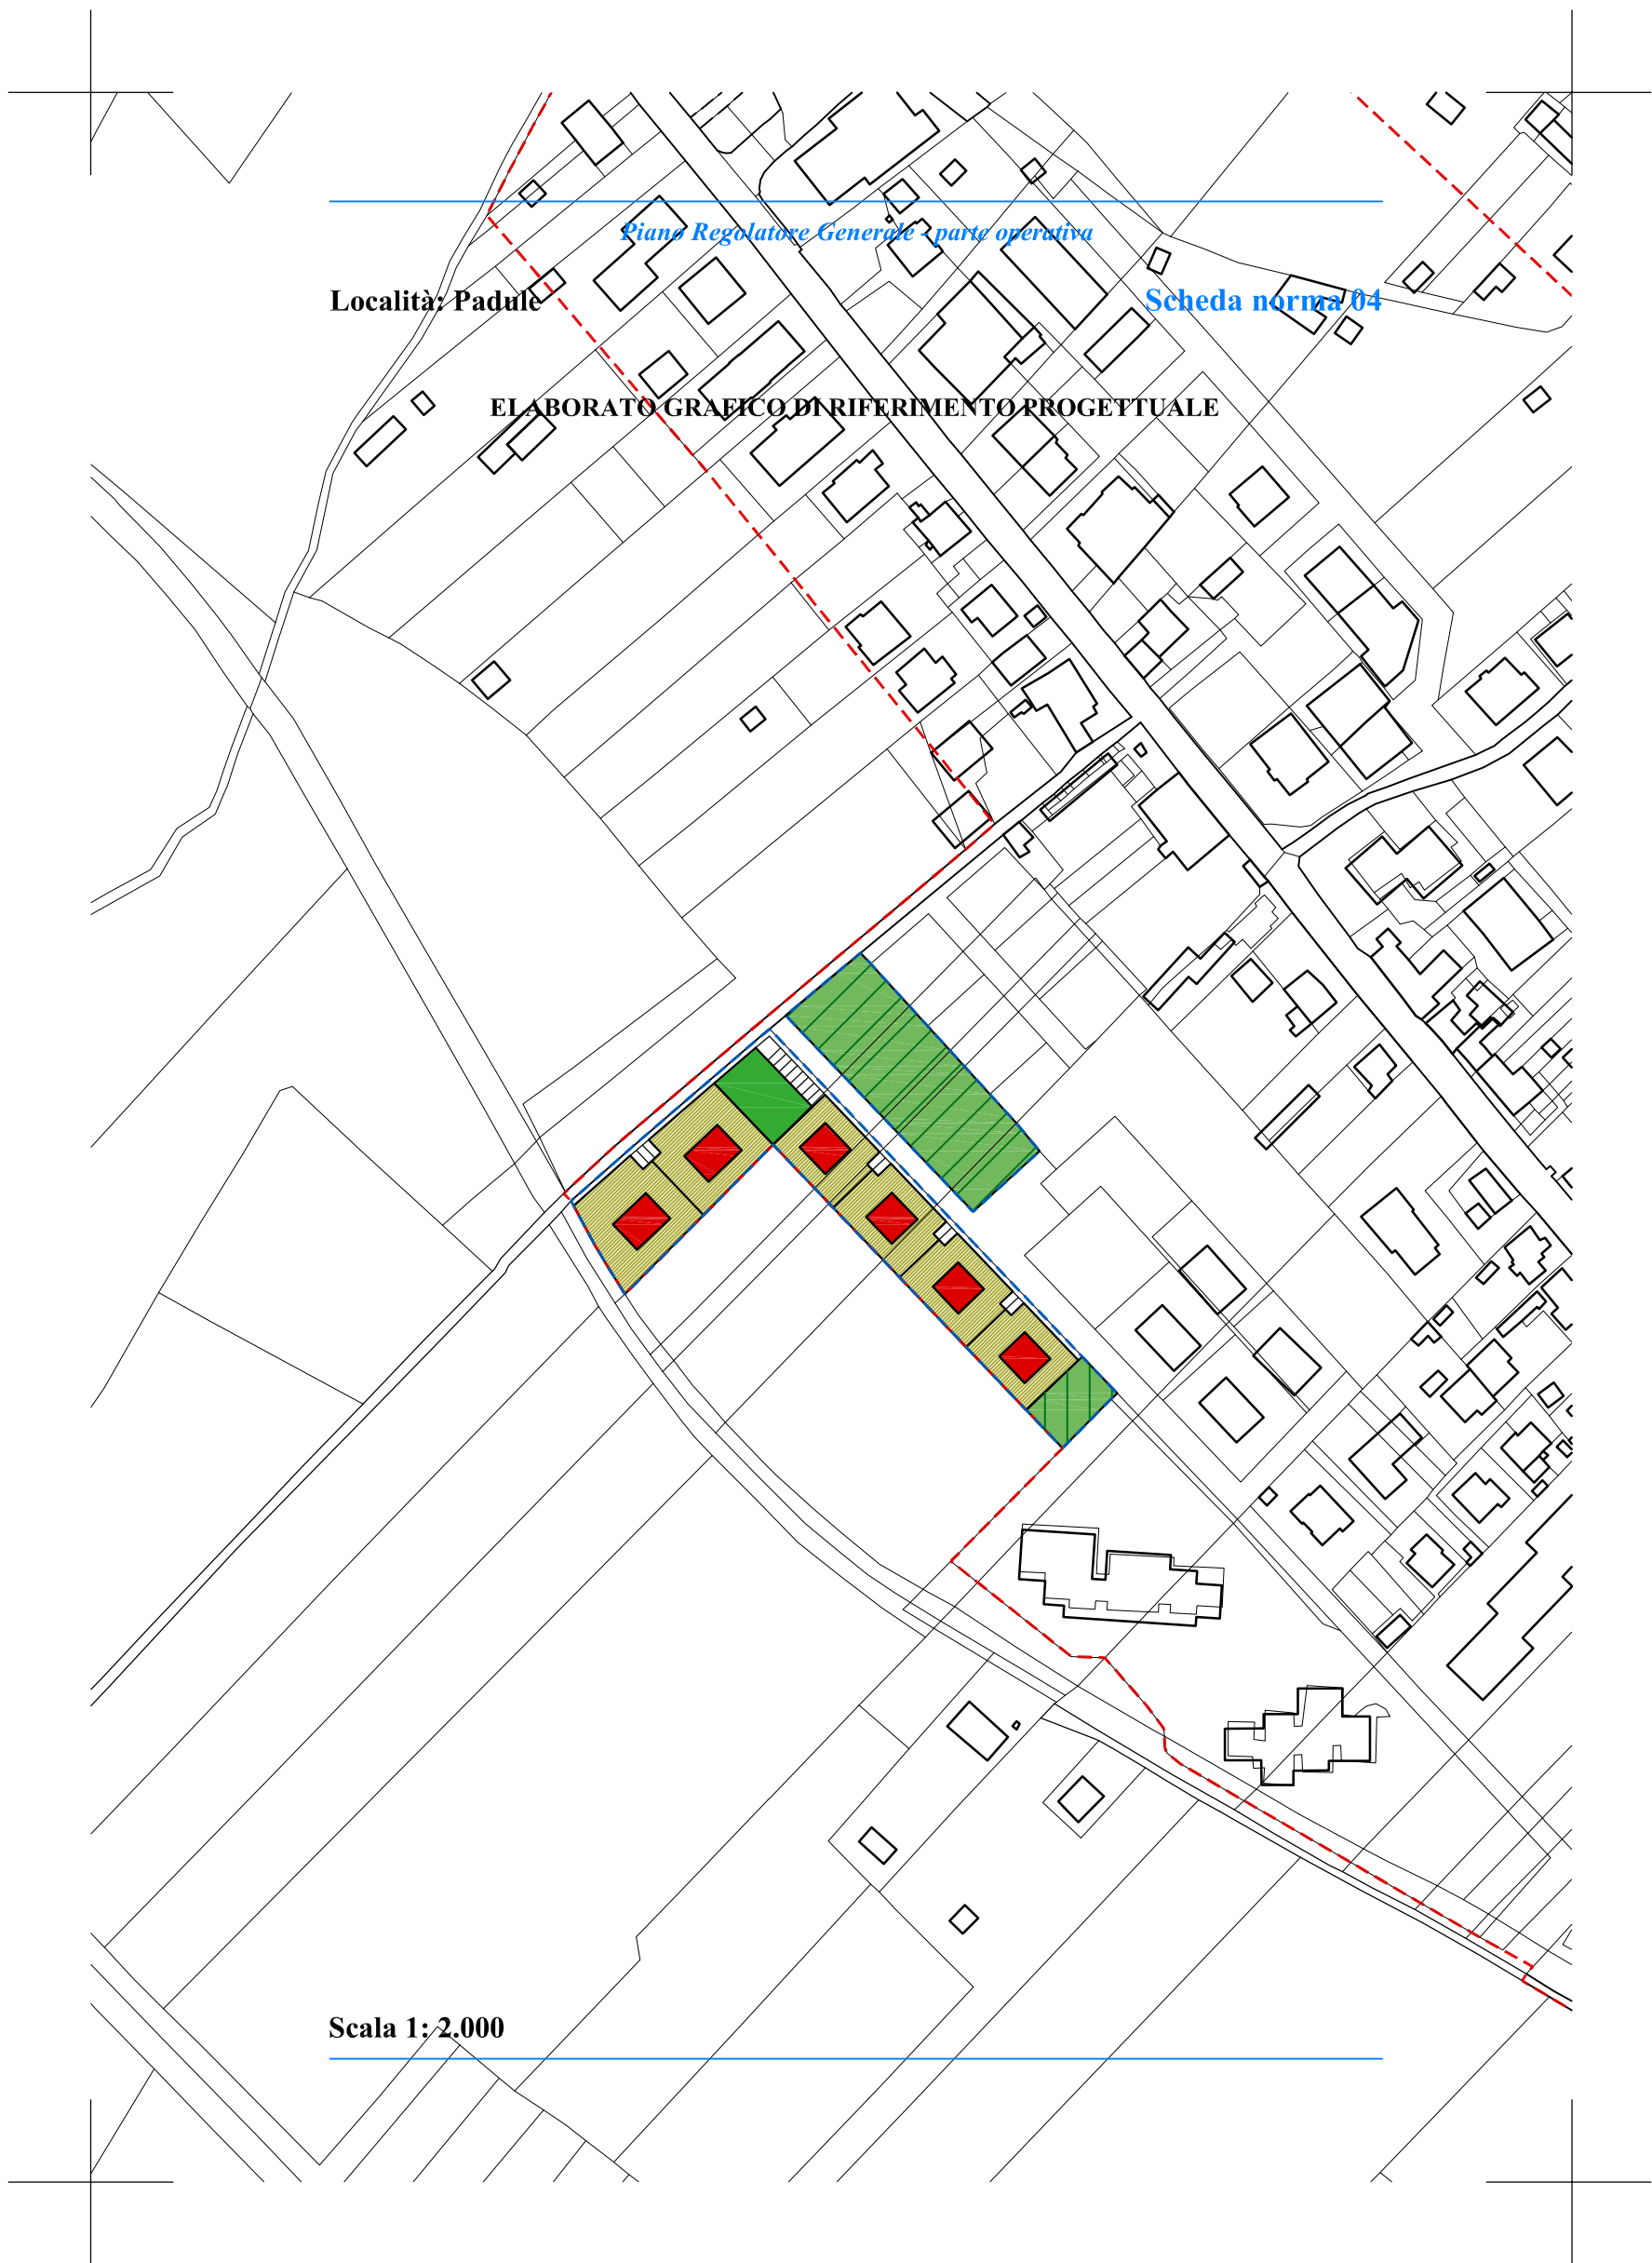 Piano Regolatore Generale - parte operativa
Località: Padule
Scheda norma 04
ELABORATO GRAFICO DI RIFERIMENTO PROGETTUALE
Scala 1: 2.000